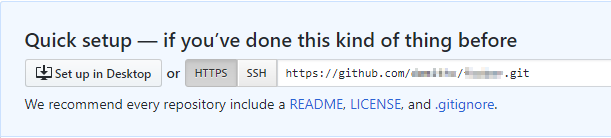 Quick setup — if you’ve done this kind of thing before
Set up in Desktop or HTTPS SSH https://github.com/ / .git
We recommend every repository include a README, LICENSE, and .gitignore.